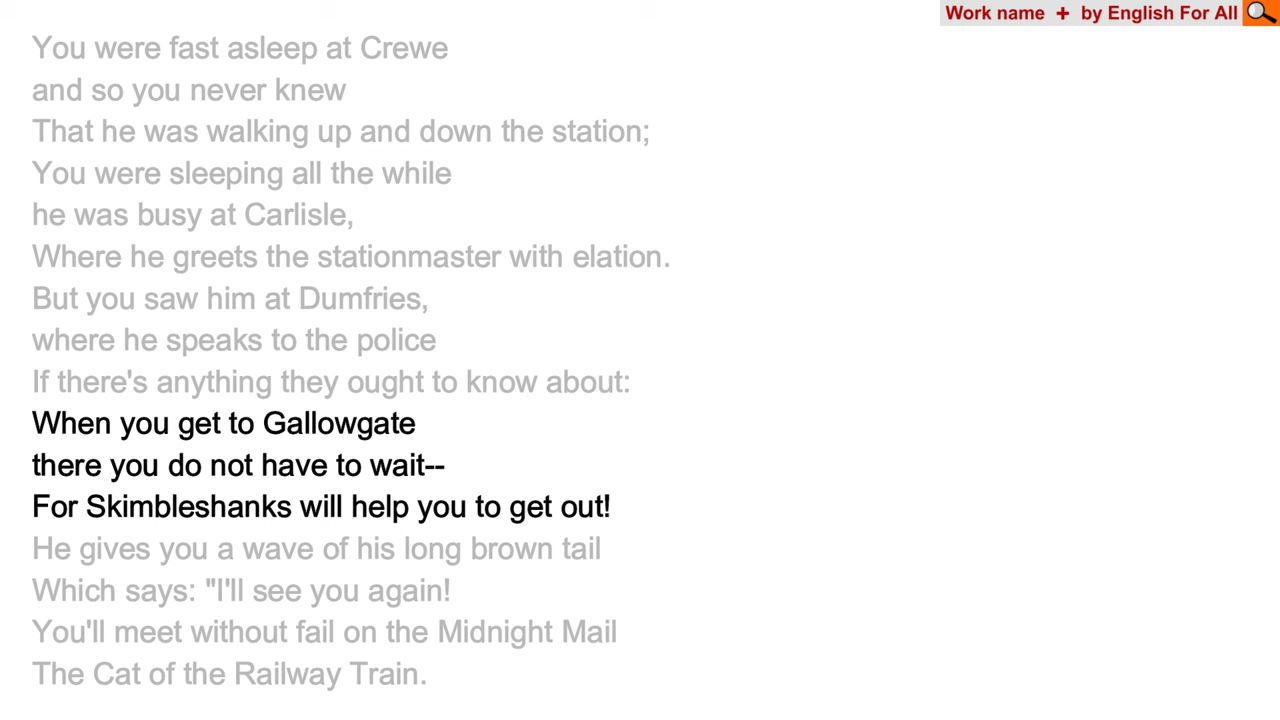 Work name + by English For All
You were fast asleep at Crewe
and so you never knew
That he was walking up and down the station;
You were sleeping all the while
he was busy at Carlisle,
Where he greets the stationmaster with elation.
But you saw him at Dumfries,
where he speaks to the police
If there's anything they ought to know about:
When you get to Gallowgate
there you do not have to wait--
For Skimbleshanks will help you to get out!
He gives you a wave of his long brown tail
Which says: "I'll see you again!
You'll meet without fail on the Midnight Mail
The Cat of the Railway Train.